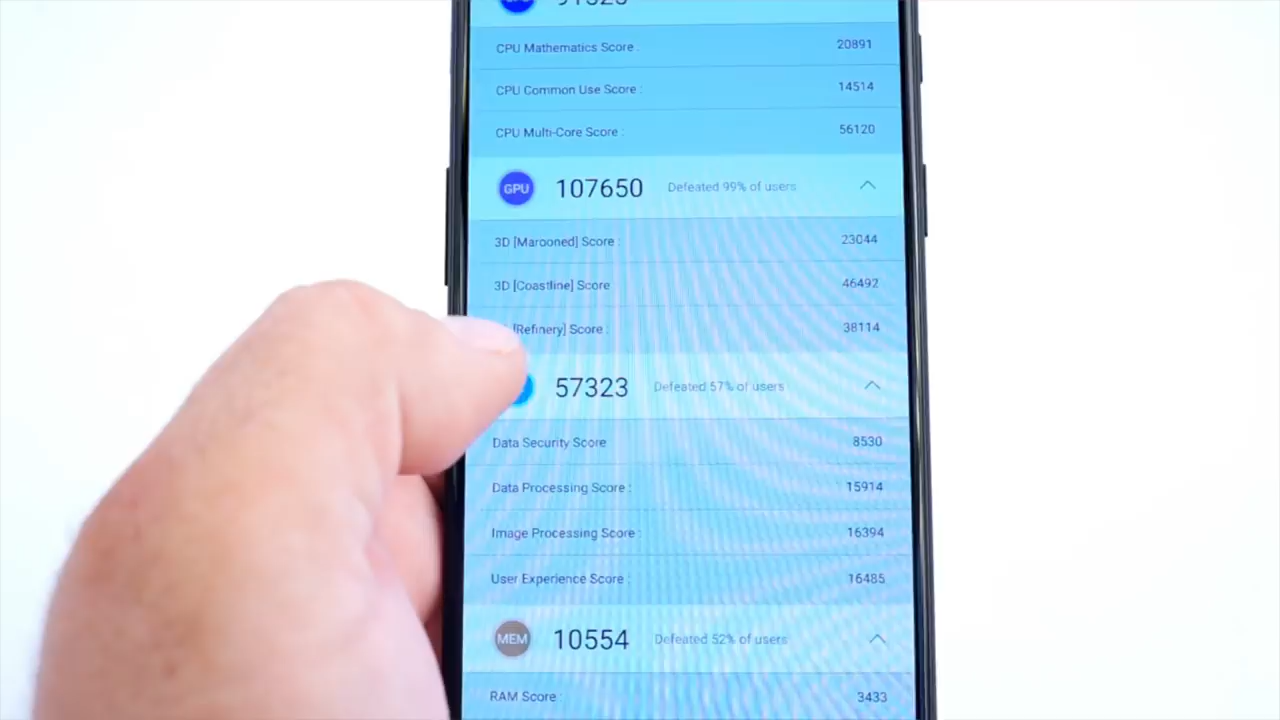 CPU Mathematics Score : 20891
CPU Common Use Score : 14514
CPU Multi-Core Score : 56120
GPU 107650 Defeated 99% of users
3D [Marooned] Score : 23044
3D [Coastline] Score 46492
[Refinery] Score : 38114
57323 Defeated 57% of users
Data Security Score 8530
Data Processing Score : 15914
Image Processing Score : 16394
User Experience Score : 16485
MEM 10554 Defeated 52% of users
RAM Score : 3433